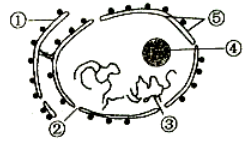 ① ⑤
④
② ③